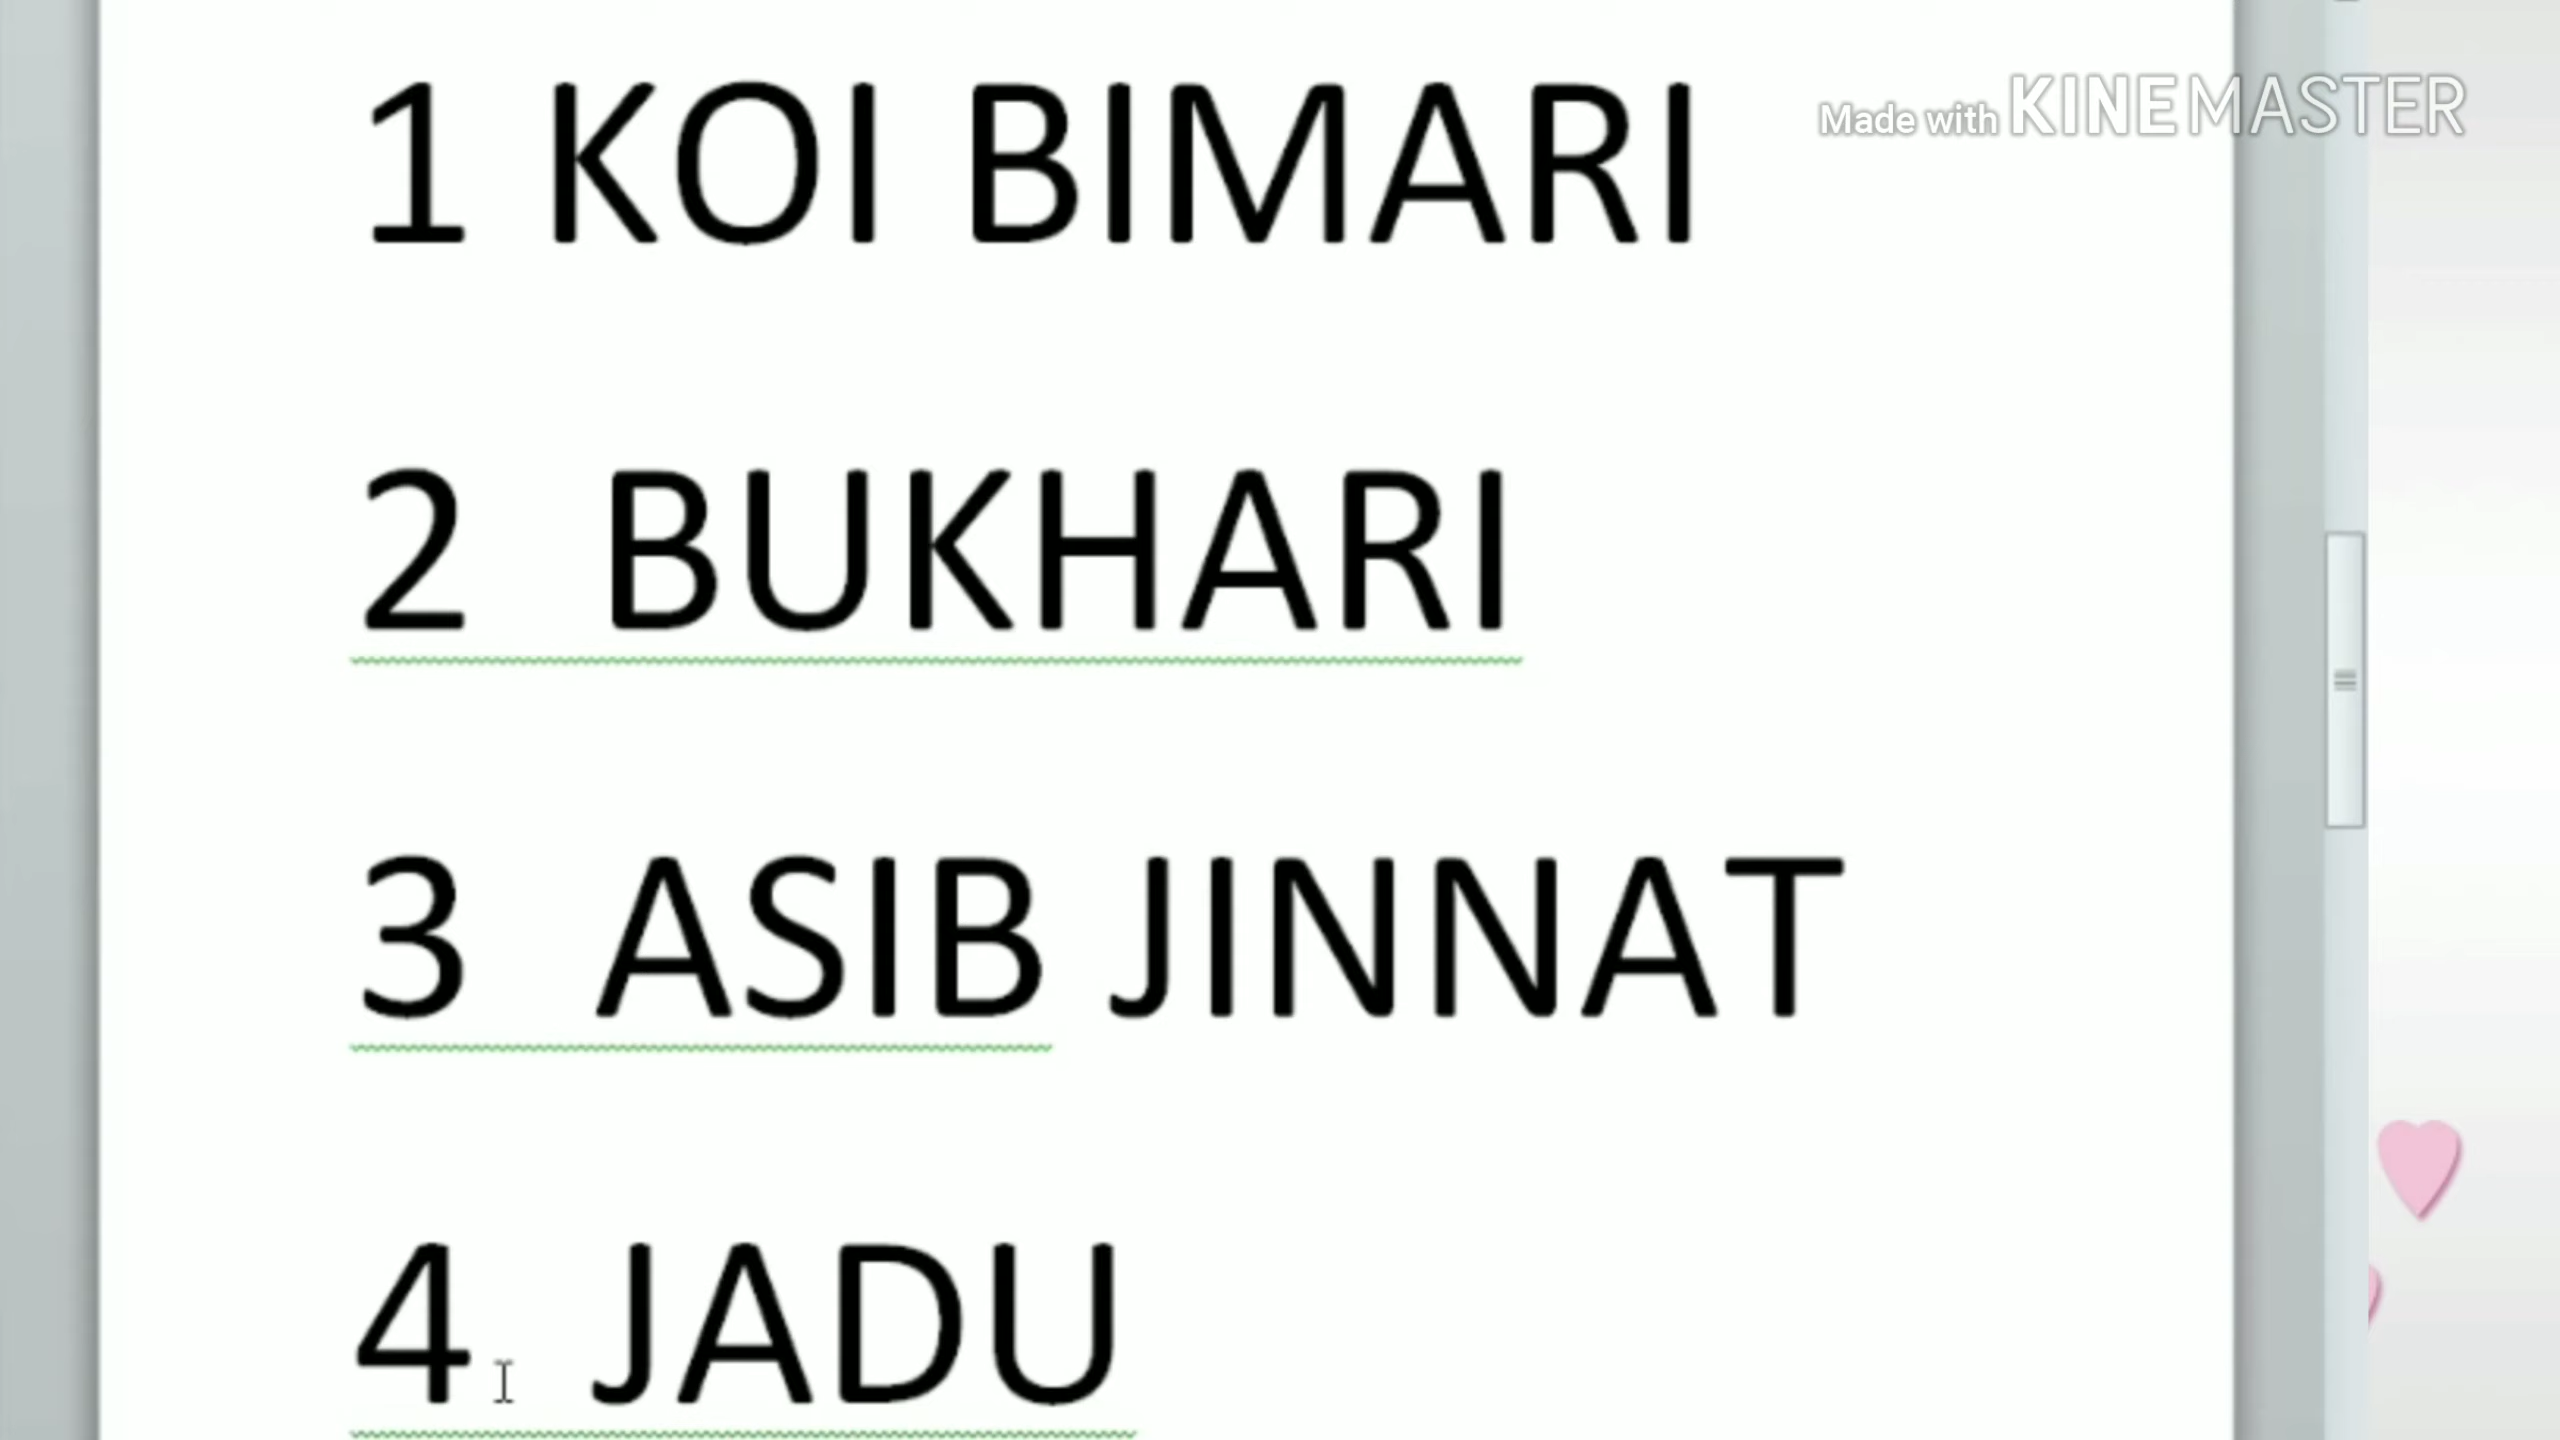 1 KOI BIMARI
Made with KINEMASTER
2 BUKHARI
3 ASIB JINNAT
4 JADU